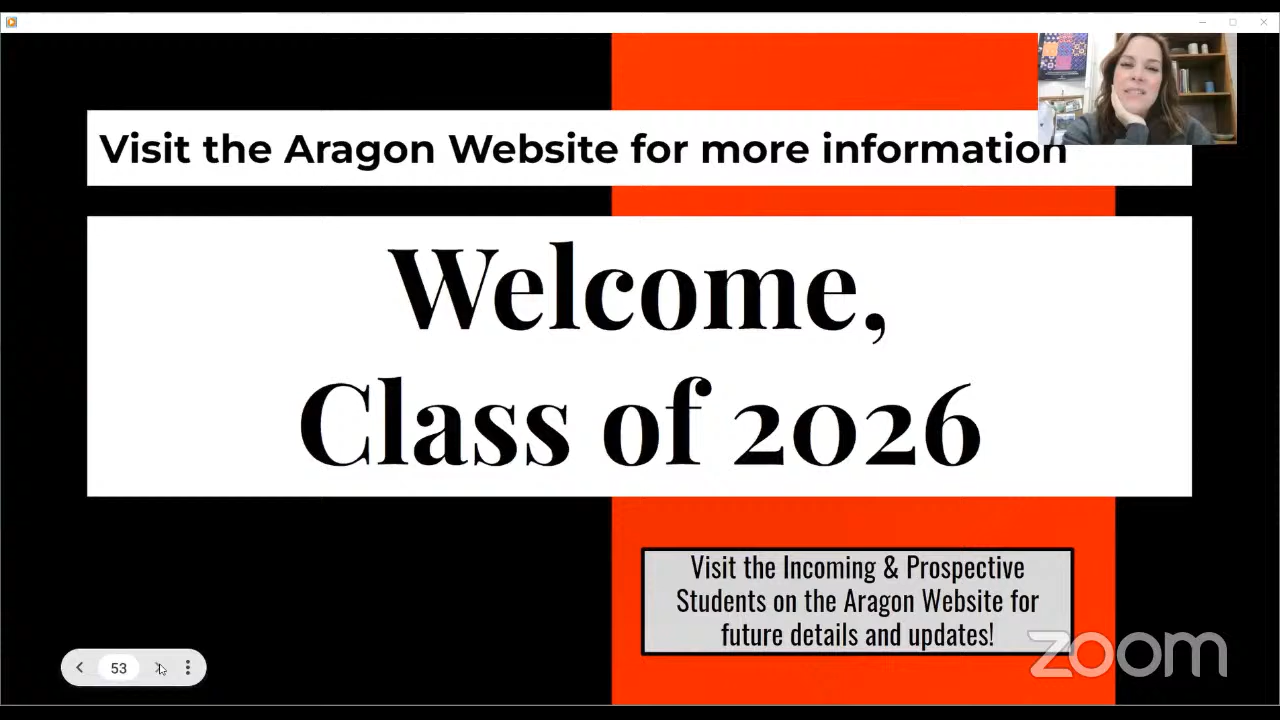 Visit the Aragon Website for more information
Welcome,
Class of 2026
Visit the Incoming & Prospective
Students on the Aragon Website for
future details and updates!
53
zoom